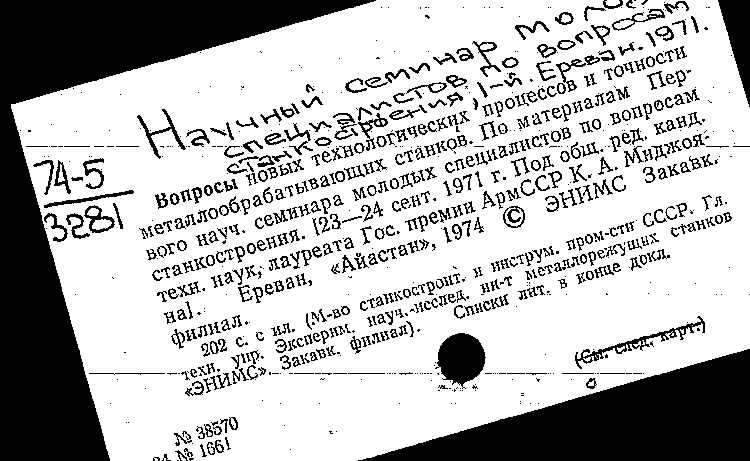 Научный семинар
специалистов по вопросам
станкостроения, 1-й. Ереван. 1971.
74-5
3281
Вопросы новых технологических процессов и точности
металлообрабатывающих станков. По материалам Пер-
вого науч. семинара молодых специалистов по вопросам
станкостроения. [23—24 сент. 1971 г. Под общ. ред. канд.
техн. наук, лауреата Гос. премии АрмССР К. А. Миджоя-
на]. Ереван, «Айастан», 1974 © ЭНИМС Закавк.
филиал.
202 с. с ил. (М-во станкостроит. и инструм. пром-сти СССР. Гл.
техн. упр. Эксперим. науч.-исслед. ин-т металлорежущих станков
«ЭНИМС». Закавк. филиал). Списки лит. в конце докл.
(См. след. карт.)
№ 38570
№ 1661